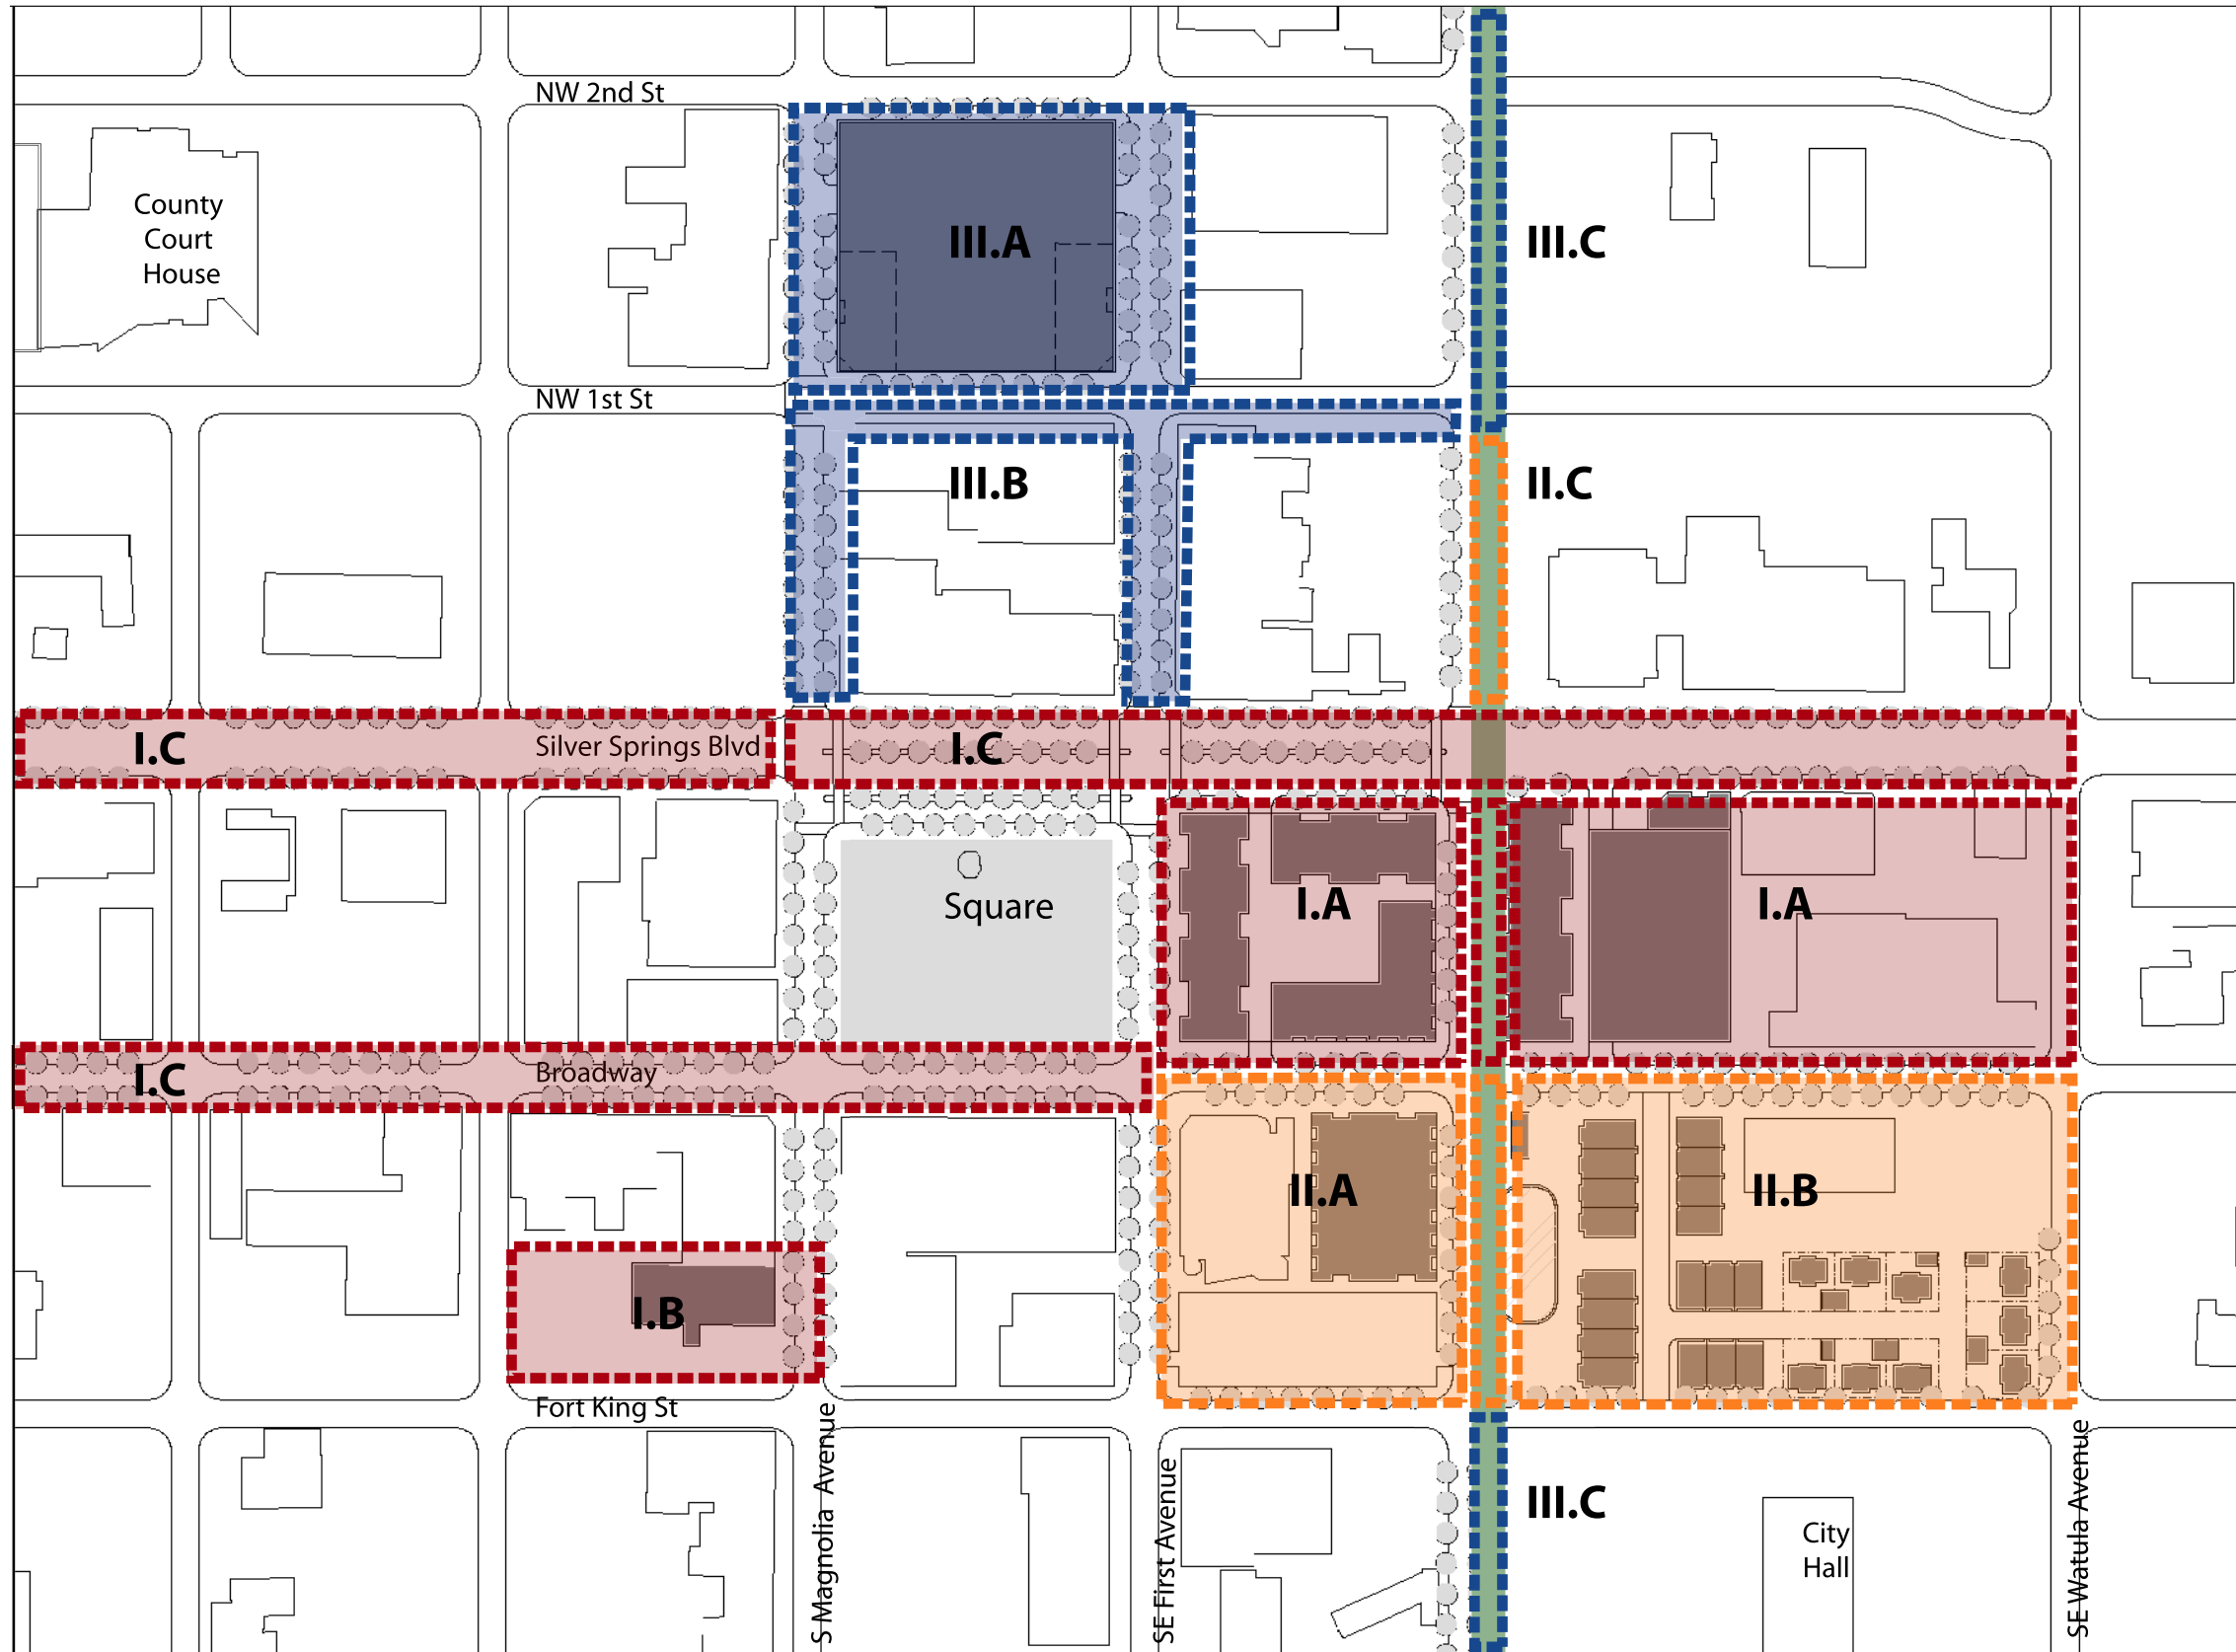 NW 2nd St
County
Court
House
III.A
III.C
NW 1st St
III.B
II.C
I.C
Silver Springs Blvd
I.C
Square
I.A
I.A
I.C
Broadway
II.A
II.B
I.B
Fort King St
S Magnolia Avenue
SE First Avenue
SE Watula Avenue
III.C
City
Hall